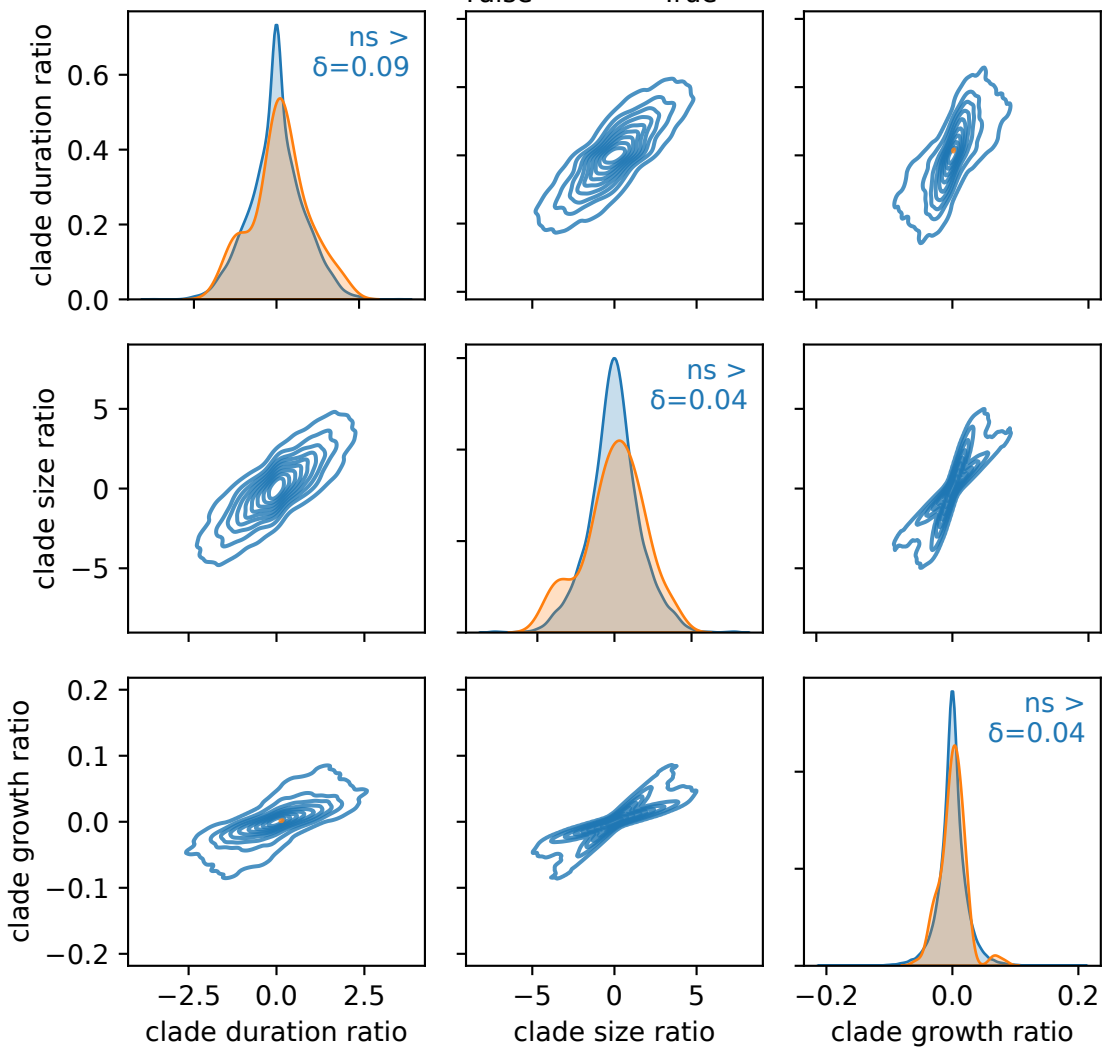 clade duration ratio
0.6
0.4
0.2
0.0
ns >
δ=0.09
clade size ratio
5
0
−5
ns >
δ=0.04
clade growth ratio
0.2
0.1
0.0
−0.1
−0.2
ns >
δ=0.04
−2.5 0.0 2.5
−5 0 5
−0.2 0.0 0.2
clade duration ratio
clade size ratio
clade growth ratio